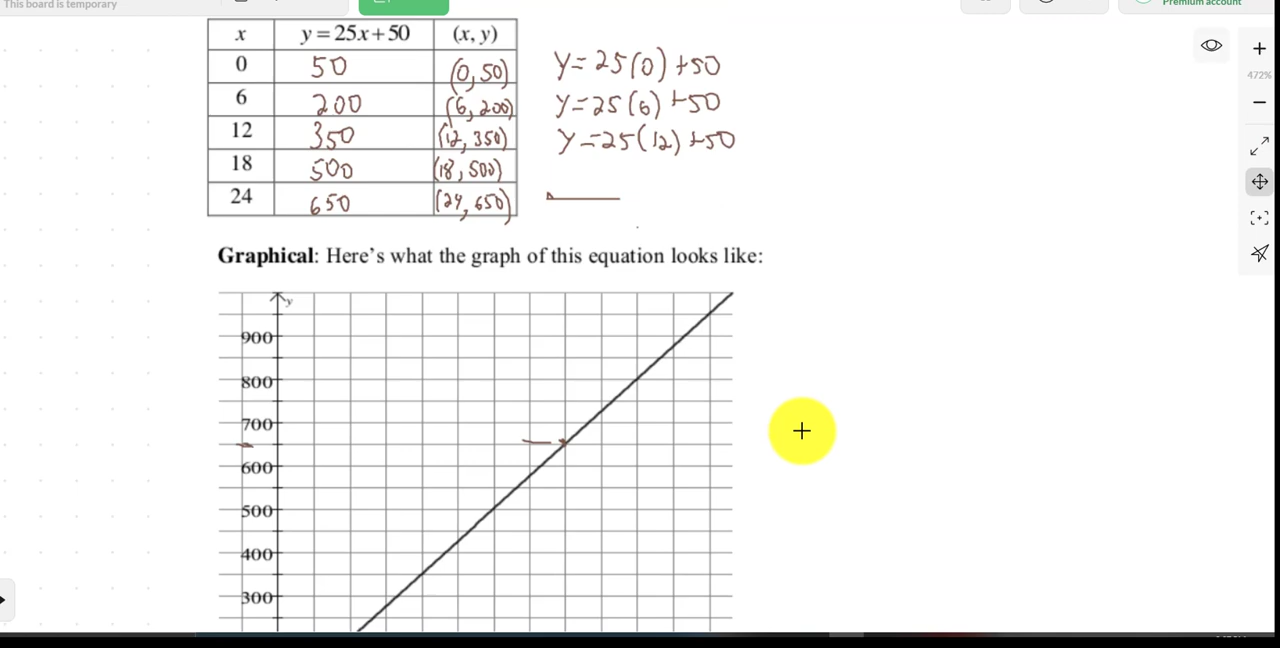 This board is temporary
Premium account
x y = 25x + 50 (x, y)
0 50 (0, 50) y = 25(0) + 50
6 200 (6, 200) y = 25(6) + 50
12 350 (12, 350) y = 25(12) + 50
18 500 (18, 500)
24 650 (24, 650)
472%
Graphical: Here's what the graph of this equation looks like:
y
900
800
700
600
500
400
300